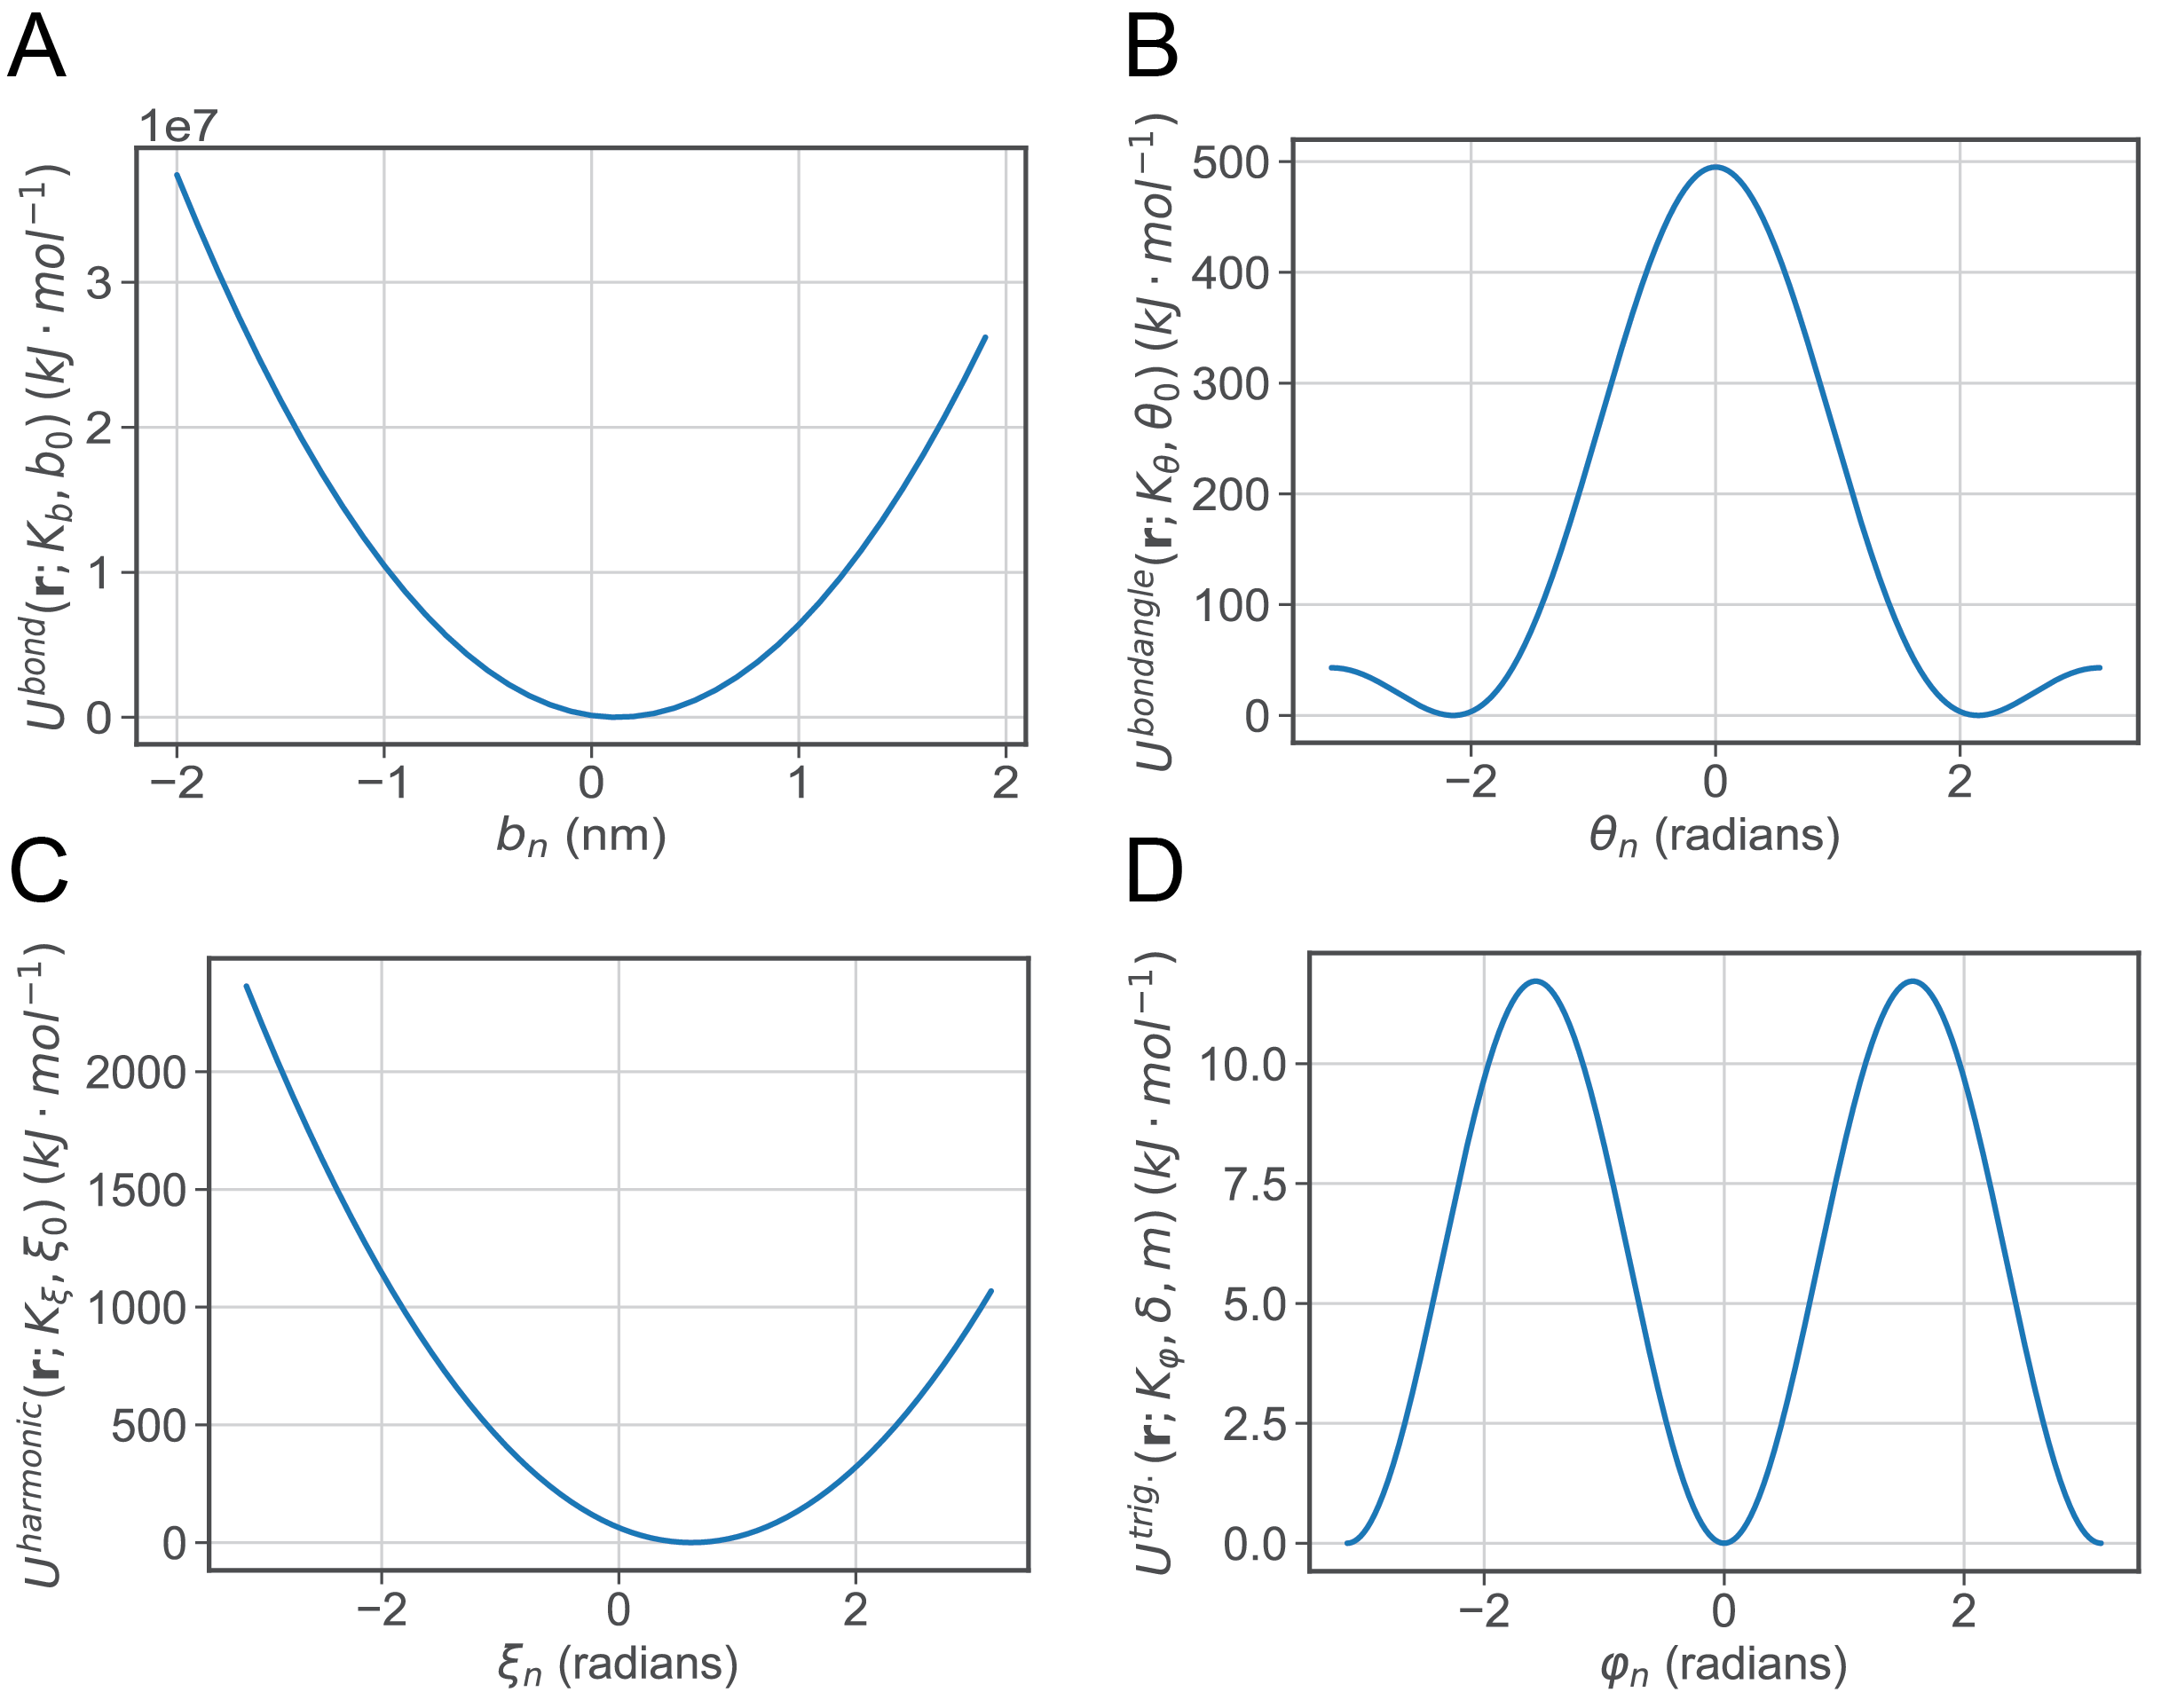 A
1e7
U^{bond}(r; K_b, b_0) (kJ · mol^{−1})
3
2
1
0
−2 −1 0 1 2
b_n (nm)
B
U^{bondangle}(r; K_θ, θ_0) (kJ · mol^{−1})
500
400
300
200
100
0
−2 0 2
θ_n (radians)
C
U^{harmonic}(r; K_ξ, ξ_0) (kJ · mol^{−1})
2000
1500
1000
500
0
−2 0 2
ξ_n (radians)
D
U^{trig.}(r; K_φ, δ, m) (kJ · mol^{−1})
10.0
7.5
5.0
2.5
0.0
−2 0 2
φ_n (radians)